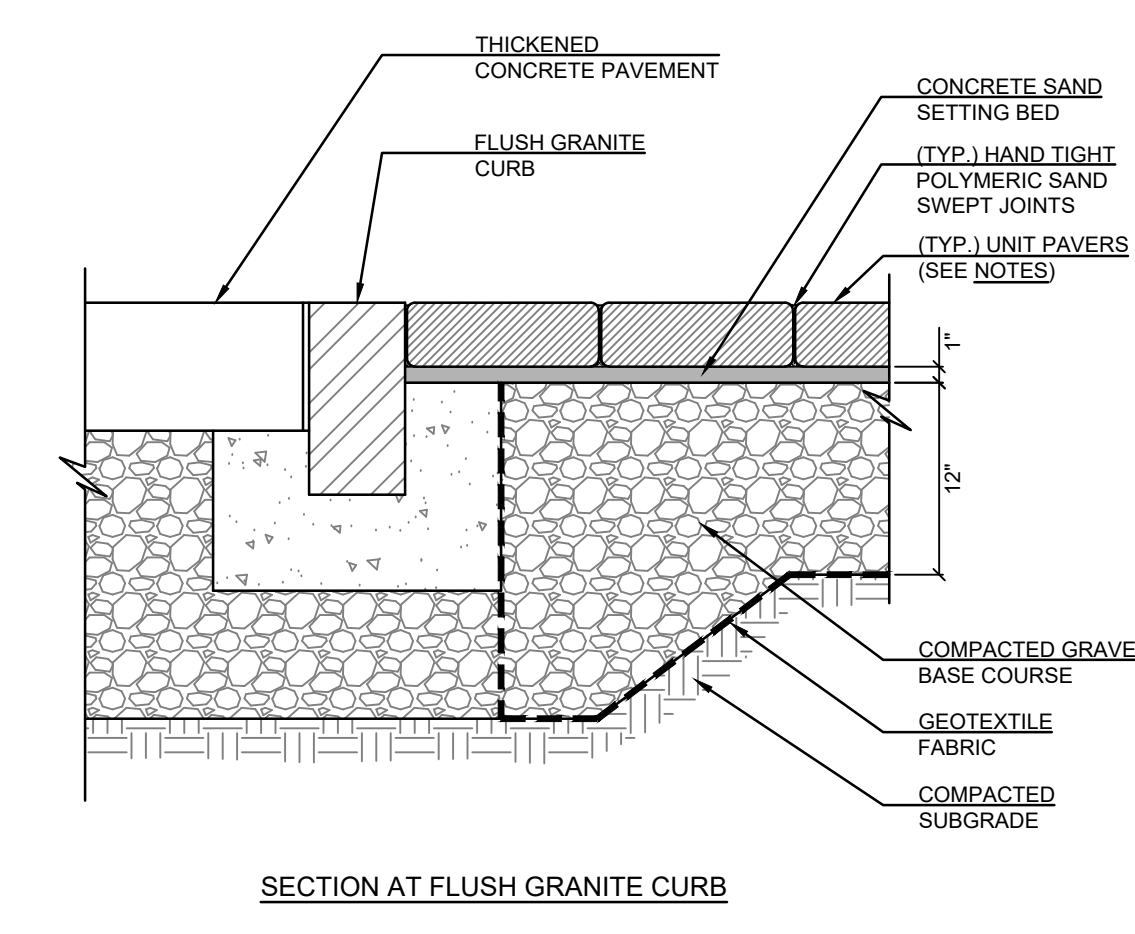 THICKENED
CONCRETE PAVEMENT
FLUSH GRANITE
CURB
CONCRETE SAND
SETTING BED
(TYP.) HAND TIGHT
POLYMERIC SAND
SWEPT JOINTS
(TYP.) UNIT PAVERS
(SEE NOTES)
1"
12"
COMPACTED GRAVE
BASE COURSE
GEOTEXTILE
FABRIC
COMPACTED
SUBGRADE
SECTION AT FLUSH GRANITE CURB